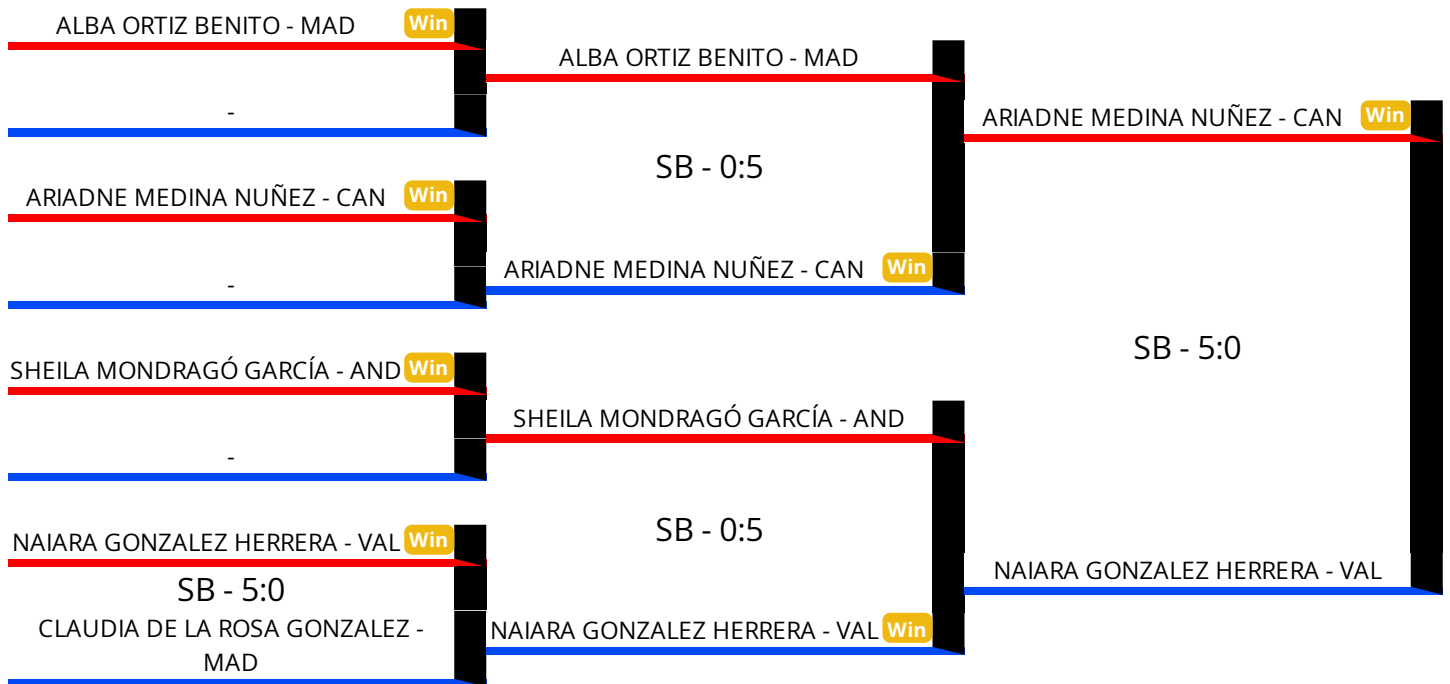 ALBA ORTIZ BENITO - MAD Win
-
ARIADNE MEDINA NUÑEZ - CAN Win
-
SHEILA MONDRAGÓ GARCÍA - AND Win
-
NAIARA GONZALEZ HERRERA - VAL Win
SB - 5:0
CLAUDIA DE LA ROSA GONZALEZ -
MAD
ALBA ORTIZ BENITO - MAD
SB - 0:5
ARIADNE MEDINA NUÑEZ - CAN Win
SHEILA MONDRAGÓ GARCÍA - AND
SB - 0:5
NAIARA GONZALEZ HERRERA - VAL Win
ARIADNE MEDINA NUÑEZ - CAN Win
SB - 5:0
NAIARA GONZALEZ HERRERA - VAL